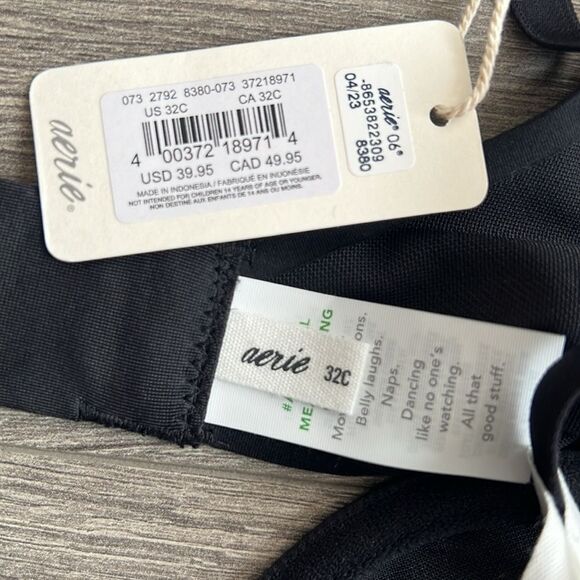 aerie®
073 2792 8380-073 37218971
US 32C CA 32C
4 00372 18971 4
USD 39.95 CAD 49.95
MADE IN INDONESIA / FABRIQUÉ EN INDONÉSIE
NOT INTENDED FOR CHILDREN 14 YEARS OF AGE OR YOUNGER.
NON DESTINÉ AUX ENFANTS DE 14 ANS OU MOINS.
aerie® 06®
-8653822309
04/23 8380
aerie 32C
NG
ons.
Belly laughs.
Naps.
Dancing
like no one's
watching.
All that
good stuff.